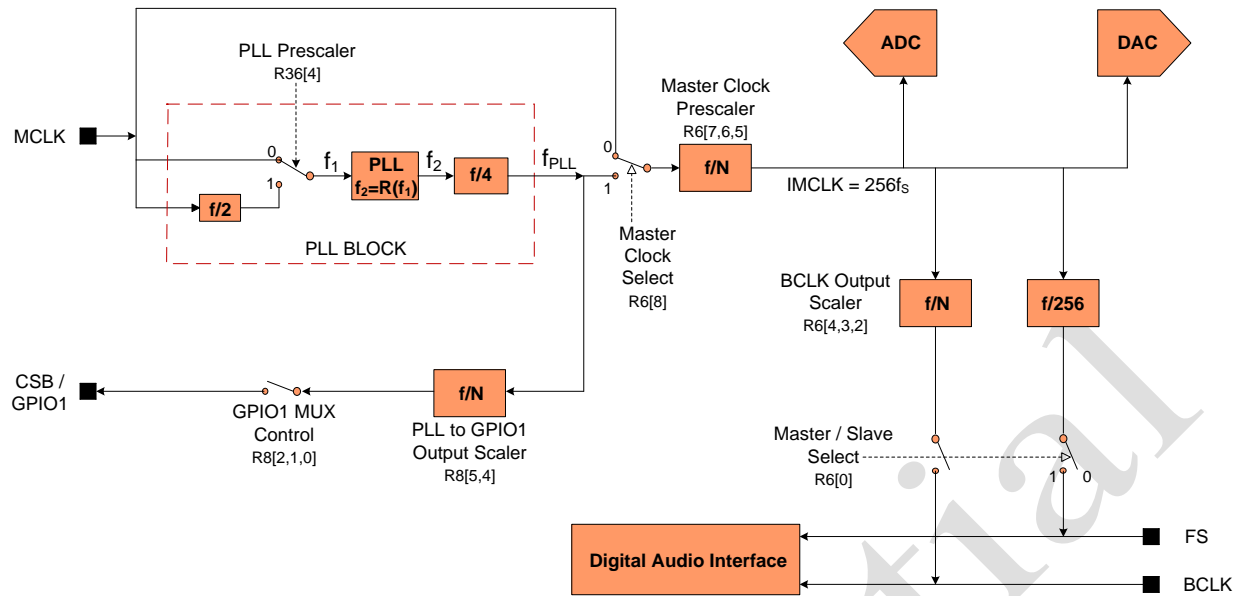 PLL Prescaler
R36[4]
ADC
DAC
Master Clock
Prescaler
R6[7,6,5]
MCLK
0
1
f/2
f1
PLL
f2=R(f1)
f2
f/4
fPLL
PLL BLOCK
0
1
f/N
IMCLK = 256fS
Master
Clock
Select
R6[8]
BCLK Output
Scaler
R6[4,3,2]
f/N
f/256
CSB /
GPIO1
GPIO1 MUX
Control
R8[2,1,0]
f/N
PLL to GPIO1
Output Scaler
R8[5,4]
Master / Slave
Select
R6[0]
1
0
Digital Audio Interface
FS
BCLK